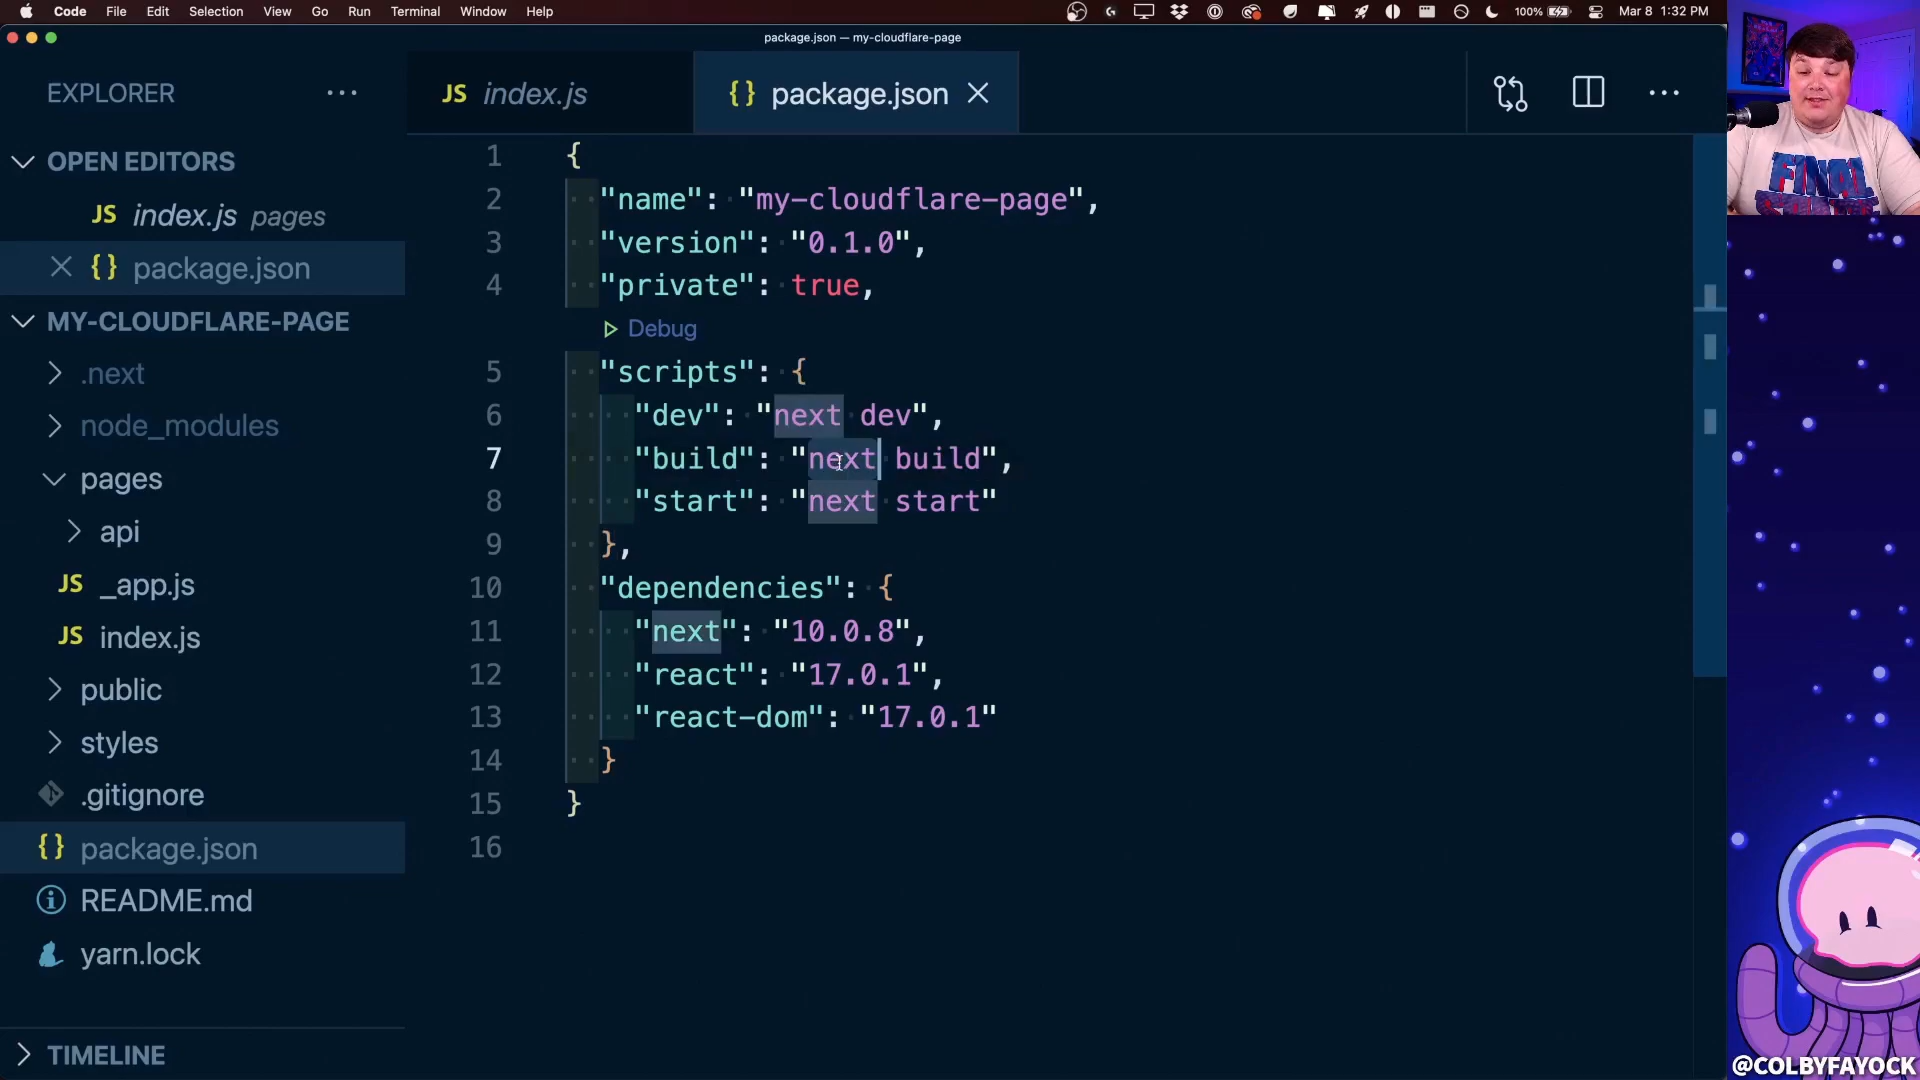 Code File Edit Selection View Go Run Terminal Window Help 100% Mar 8 1:32 PM
package.json — my-cloudflare-page
EXPLORER
OPEN EDITORS
JS index.js pages
{} package.json
MY-CLOUDFLARE-PAGE
.next
node_modules
pages
api
JS _app.js
JS index.js
public
styles
.gitignore
{} package.json
README.md
yarn.lock
TIMELINE
JS index.js
{} package.json
1 {
2 "name": "my-cloudflare-page",
3 "version": "0.1.0",
4 "private": true,
Debug
5 "scripts": {
6 "dev": "next dev",
7 "build": "next build",
8 "start": "next start"
9 },
10 "dependencies": {
11 "next": "10.0.8",
12 "react": "17.0.1",
13 "react-dom": "17.0.1"
14 }
15 }
16
FINAL
@COLBYFAYOCK